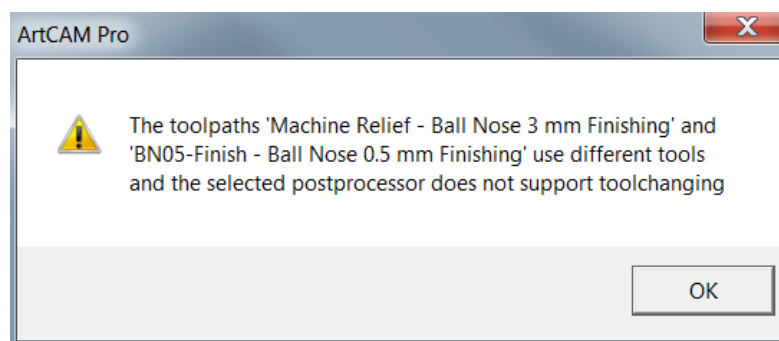 ArtCAM Pro
The toolpaths 'Machine Relief - Ball Nose 3 mm Finishing' and
'BN05-Finish - Ball Nose 0.5 mm Finishing' use different tools
and the selected postprocessor does not support toolchanging
OK